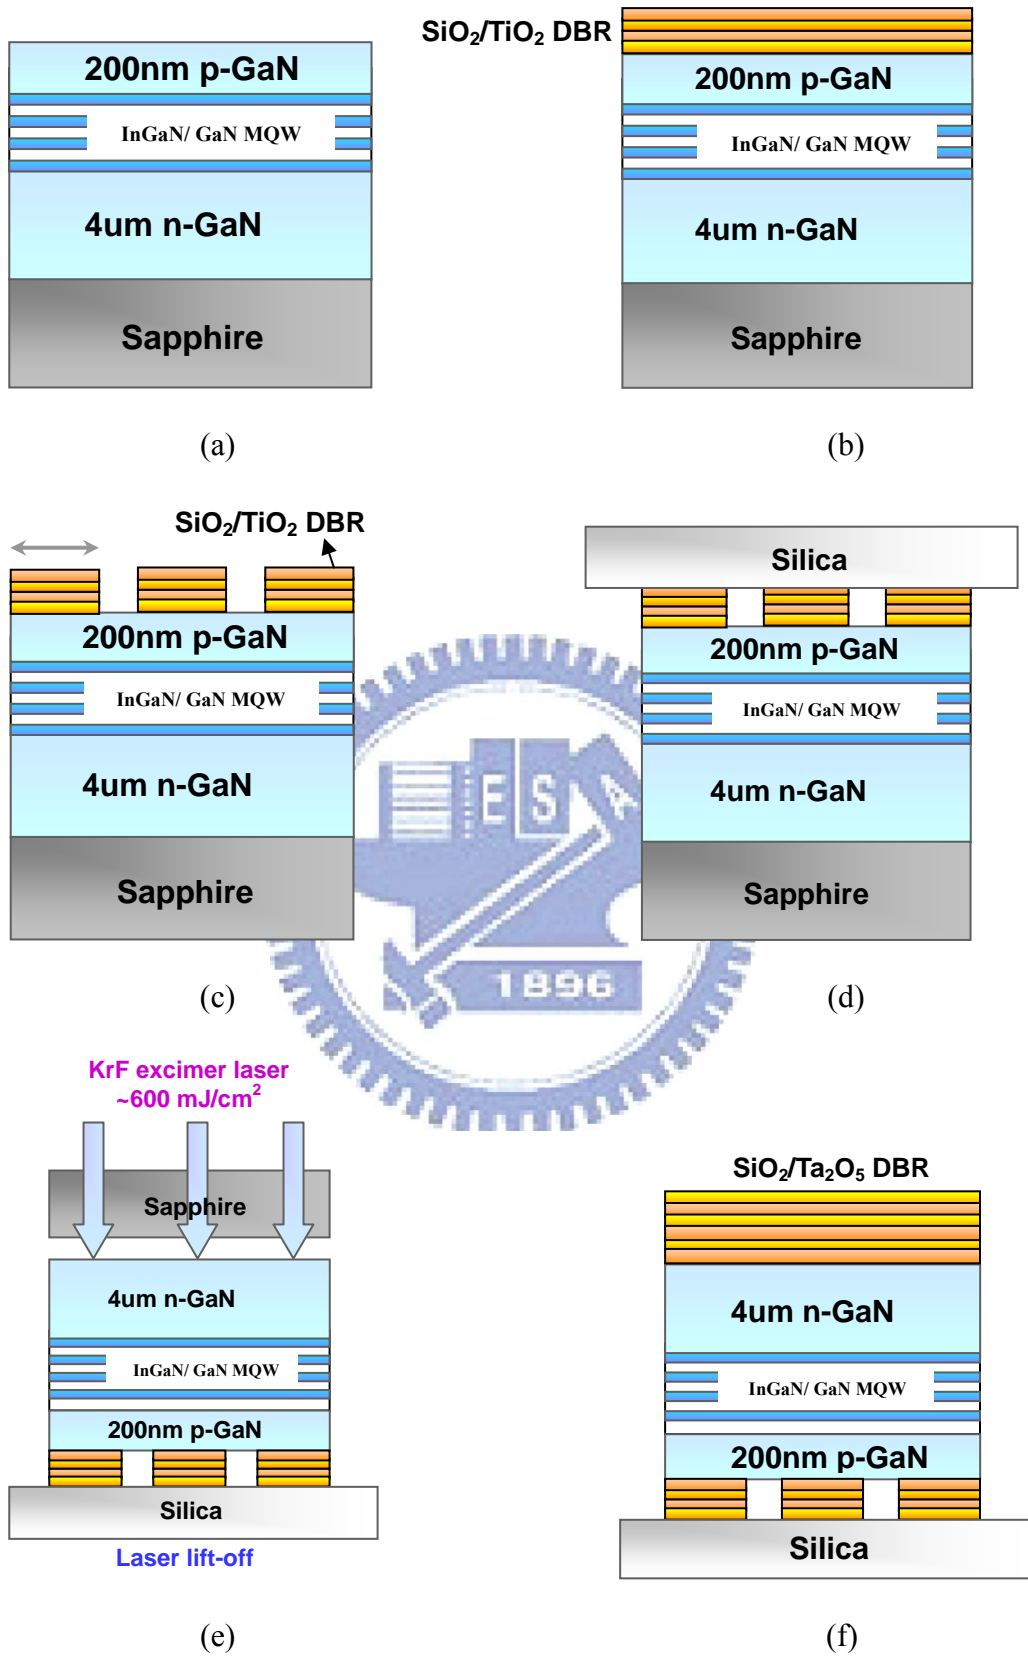 200nm p-GaN
InGaN/ GaN MQW
4um n-GaN
Sapphire
(a)
SiO₂/TiO₂ DBR
200nm p-GaN
InGaN/ GaN MQW
4um n-GaN
Sapphire
(b)
SiO₂/TiO₂ DBR
200nm p-GaN
InGaN/ GaN MQW
4um n-GaN
Sapphire
(c)
Silica
200nm p-GaN
InGaN/ GaN MQW
4um n-GaN
Sapphire
(d)
ESA
1896
KrF excimer laser
~600 mJ/cm²
Sapphire
4um n-GaN
InGaN/ GaN MQW
200nm p-GaN
Silica
Laser lift-off
(e)
SiO₂/Ta₂O₅ DBR
4um n-GaN
InGaN/ GaN MQW
200nm p-GaN
Silica
(f)